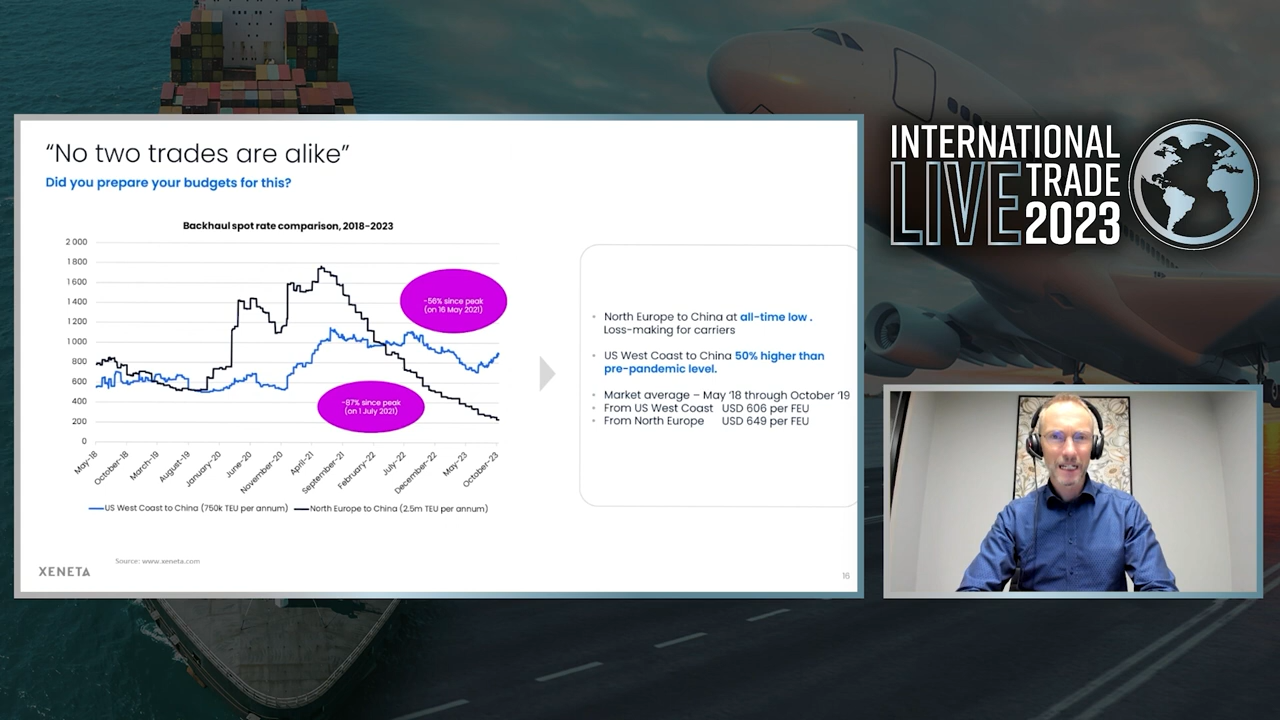 “No two trades are alike”
Did you prepare your budgets for this?
Backhaul spot rate comparison, 2018-2023
2 000
1 800
1 600
1 400
1 200
1 000
800
600
400
200
0
-56% since peak
(on 16 May 2021)
-87% since peak
(on 1 July 2021)
May-18
October-18
March-19
August-19
January-20
June-20
November-20
April-21
September-21
February-22
July-22
December-22
May-23
October-23
US West Coast to China (750k TEU per annum)
North Europe to China (2.5m TEU per annum)
Source: www.xeneta.com
XENETA
16
• North Europe to China at all-time low .
Loss-making for carriers
• US West Coast to China 50% higher than
pre-pandemic level.
• Market average – May ’18 through October ’19
• From US West Coast USD 606 per FEU
• From North Europe USD 649 per FEU
INTERNATIONAL
LIVE TRADE
2023